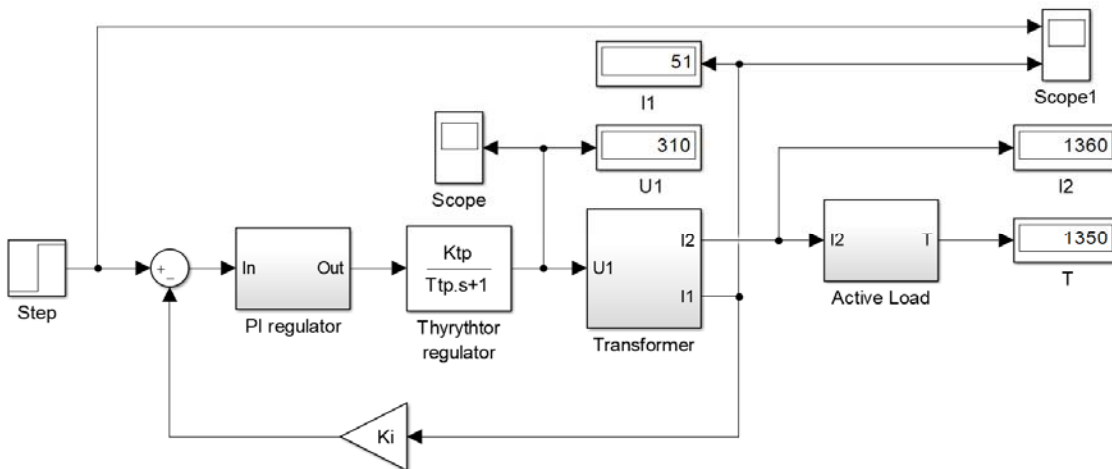 51
I1
Scope1
310
U1
Scope
1360
I2
Step
+
−
In
Out
PI regulator
Ktp
Ttp.s+1
Thyrythtor
regulator
U1
I2
I1
Transformer
I2
T
Active Load
1350
T
Ki